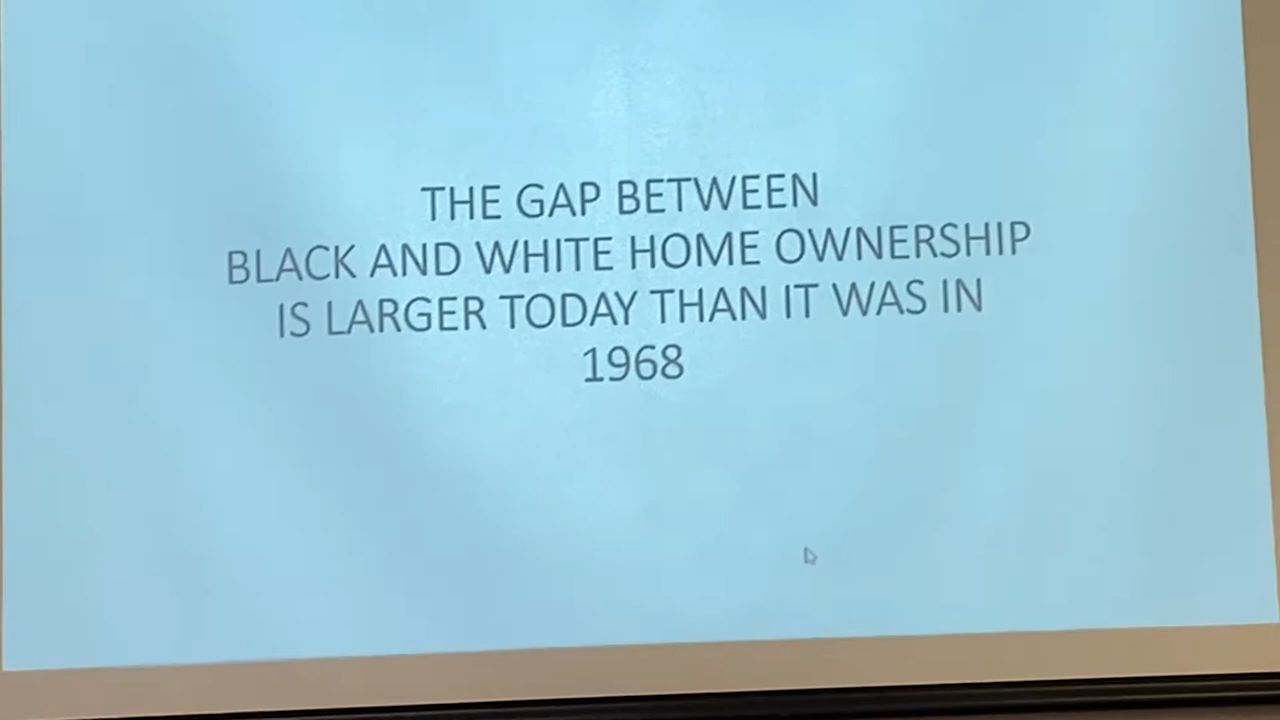 THE GAP BETWEEN
BLACK AND WHITE HOME OWNERSHIP
IS LARGER TODAY THAN IT WAS IN
1968